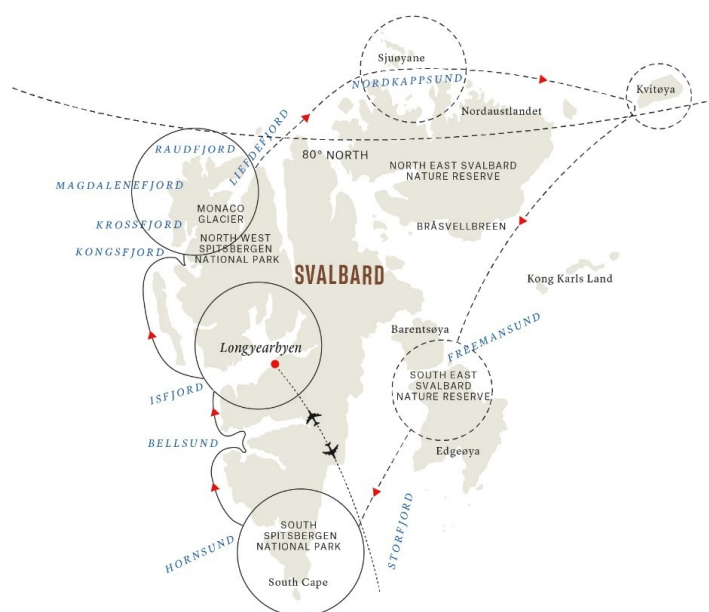 Sjuøyane
NORDKAPPSUND
Kvitøya
Nordaustlandet
LIEFDEFJORD
RAUDFJORD
80° NORTH
NORTH EAST SVALBARD
NATURE RESERVE
MAGDALENEFJORD
MONACO
GLACIER
KROSSFJORD
BRÅSVELLBREEN
NORTH WEST
SPITSBERGEN
NATIONAL PARK
KONGSFJORD
SVALBARD
Kong Karls Land
Barentsøya
FREEMANSUND
Longyearbyen
SOUTH EAST
SVALBARD
NATURE RESERVE
ISFJORD
BELLSUND
Edgeøya
STORFJORD
SOUTH
SPITSBERGEN
NATIONAL PARK
HORNSUND
South Cape